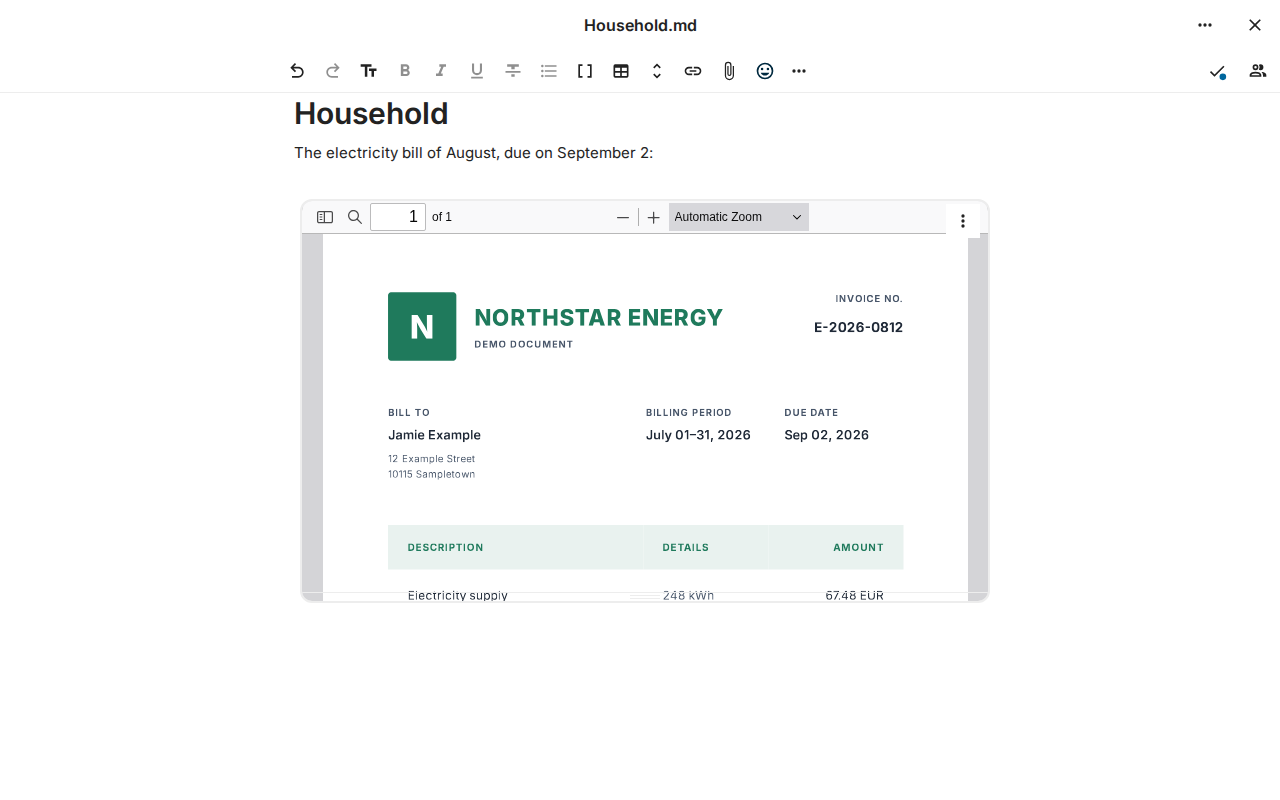 Household.md
Household
The electricity bill of August, due on September 2:
1 of 1
Automatic Zoom
N
NORTHSTAR ENERGY
DEMO DOCUMENT
INVOICE NO.
E-2026-0812
BILL TO
Jamie Example
12 Example Street
10115 Sampletown
BILLING PERIOD
July 01–31, 2026
DUE DATE
Sep 02, 2026
DESCRIPTION DETAILS AMOUNT
Electricity supply 248 kWh 67.48 EUR